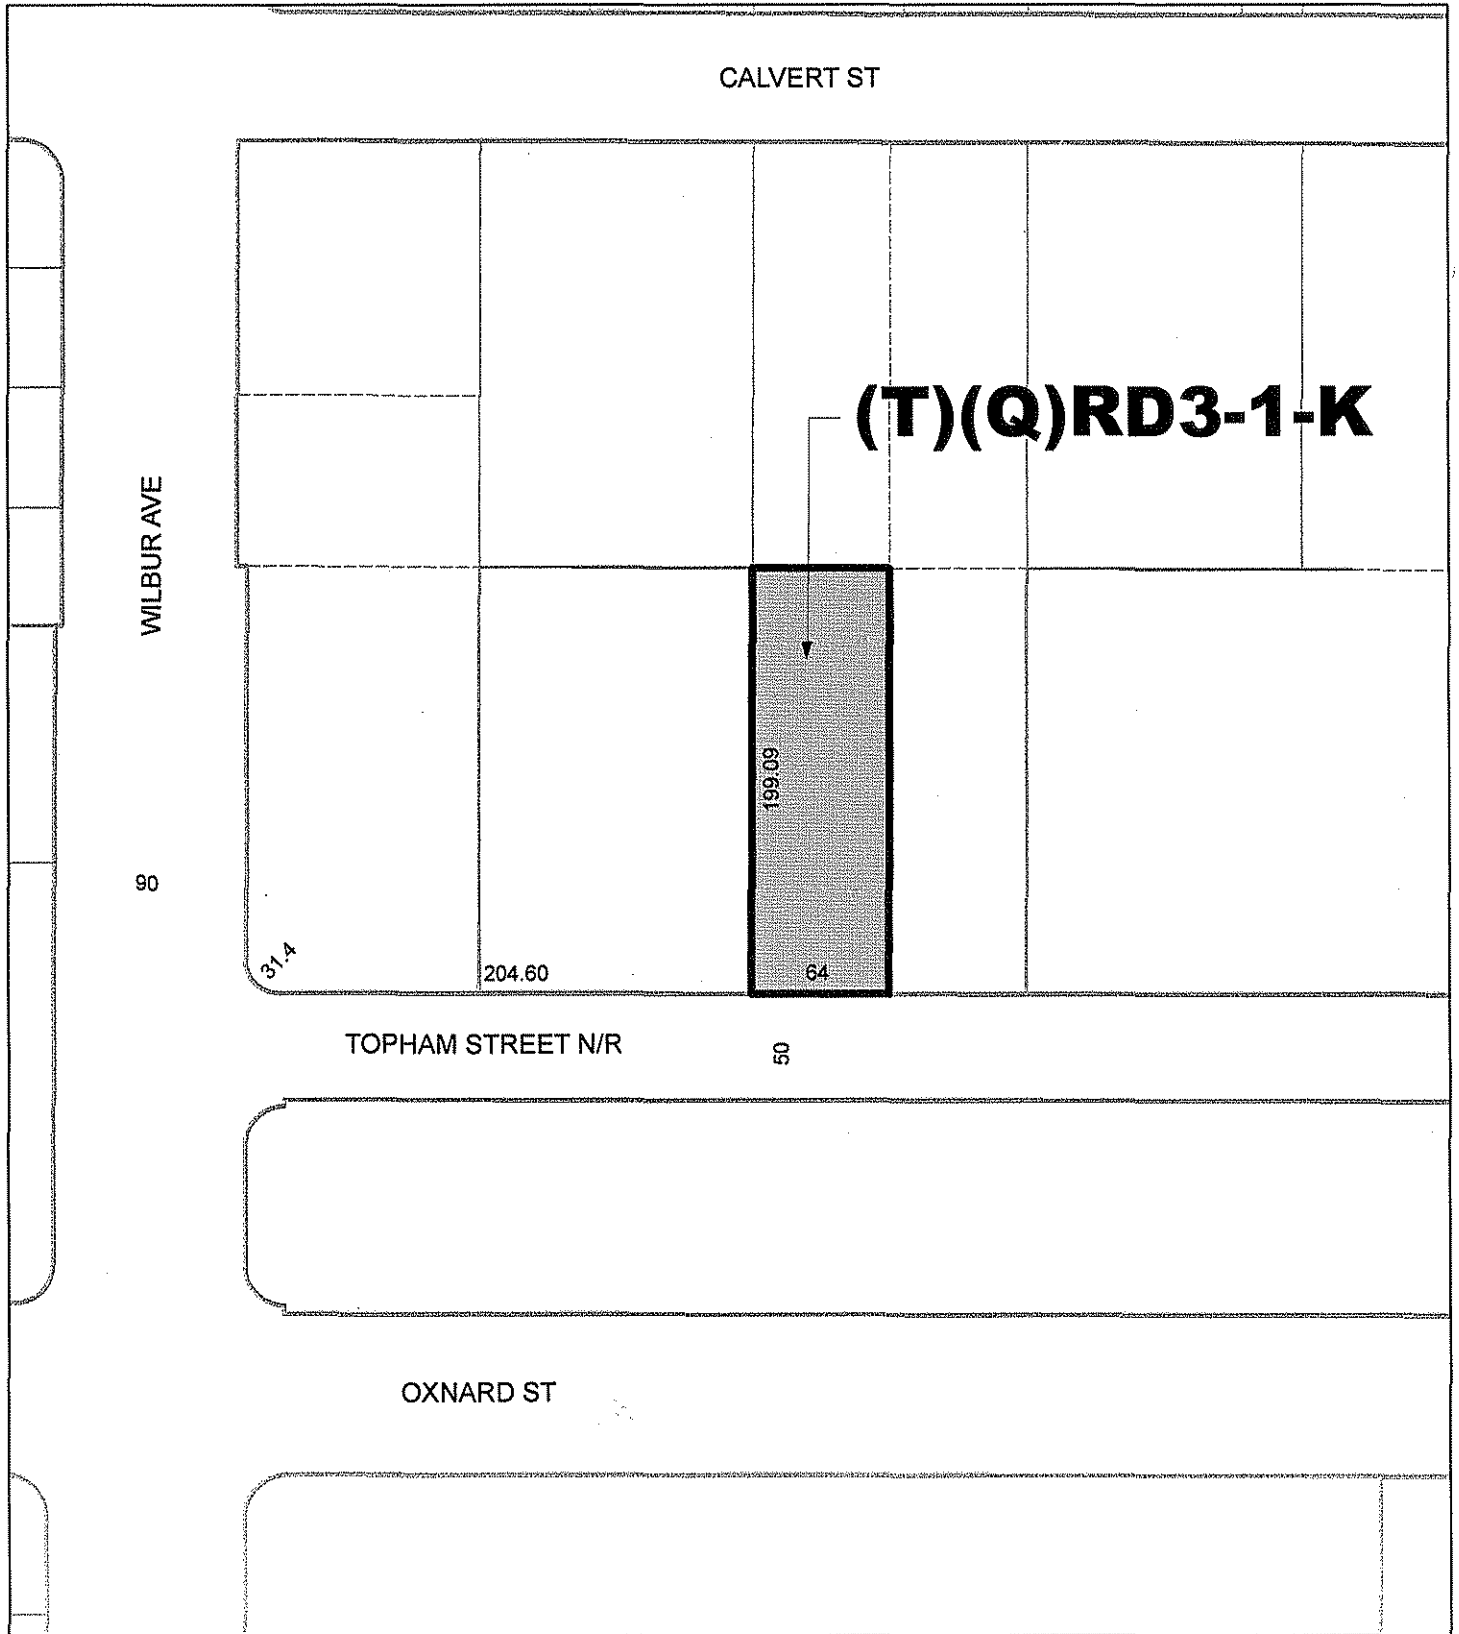 CALVERT ST
(T)(Q)RD3-1-K
WILBUR AVE
199.09
90
31.4
204.60
64
TOPHAM STREET N/R
50
OXNARD ST